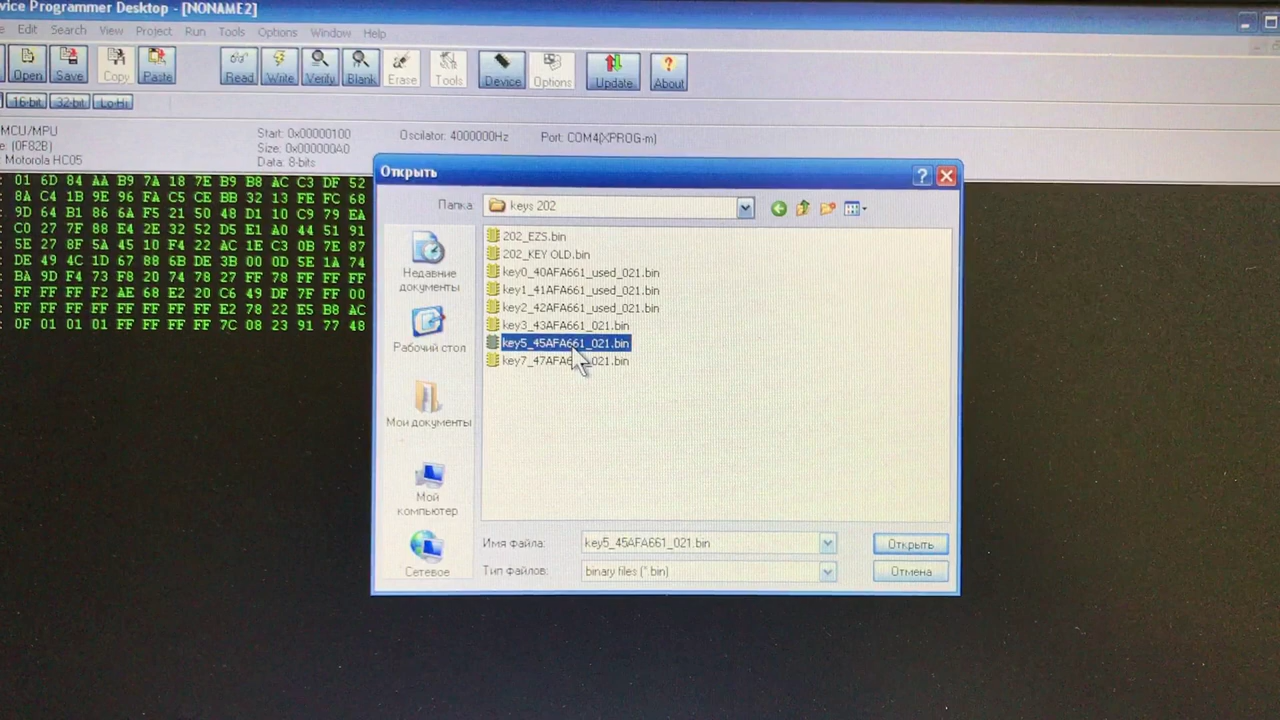 vice Programmer Desktop - [NONAME2]
Edit Search View Project Run Tools Options Window Help
Open Save Copy Paste Read Write Verify Blank Erase Tools Device Options Update About
16-bit 32-bit Lo-Hi
MCU/MPU
(0F82B)
Motorola HC05
Start: 0x00000100
Size: 0x000000A0
Data: 8-bits
Oscilator: 4000000Hz
Port: COM4(XPROG-m)
01 6D 84 AA B9 7A 18 7E B9 B8 AC C3 DF 52
8A C4 1B 9E 96 FA C5 CE BB 32 13 FE FC 68
9D 64 B1 86 6A F5 21 50 48 D1 10 C9 79 EA
C0 27 7F 88 E4 2E 32 52 D5 E1 A0 44 51 91
5E 27 8F 5A 45 10 F4 22 AC 1E C3 0B 7E 87
DE 49 4C 1D 67 88 6B DE 3B 00 0D 5E 1A 74
BA 9D F4 73 F8 20 74 78 27 FF 78 FF FF FF
FF FF FF F2 AE 68 E2 20 C6 49 DF 7F FF 00
FF FF FF FF FF FF FF FF E2 78 22 E5 B8 AC
0F 01 01 01 FF FF FF FF 7C 08 23 91 77 48
Открыть
Папка:
keys 202
Недавние
документы
Рабочий стол
Мои документы
Мой
компьютер
Сетевое
202_EZS.bin
202_KEY OLD.bin
key0_40AFA661_used_021.bin
key1_41AFA661_used_021.bin
key2_42AFA661_used_021.bin
key3_43AFA661_021.bin
key5_45AFA661_021.bin
key7_47AFA6 021.bin
Имя файла:
key5_45AFA661_021.bin
Открыть
Тип файлов:
binary files (*.bin)
Отмена